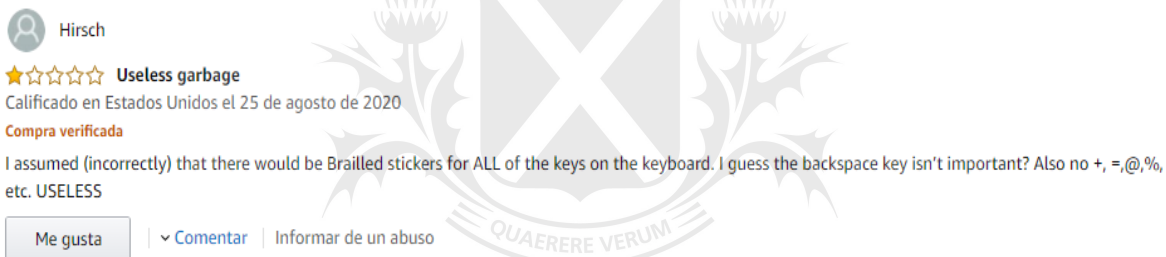 Hirsch
Useless garbage
Calificado en Estados Unidos el 25 de agosto de 2020
Compra verificada
I assumed (incorrectly) that there would be Brailled stickers for ALL of the keys on the keyboard. I guess the backspace key isn't important? Also no +, =,@,%,
etc. USELESS
Me gusta Comentar Informar de un abuso
QUAERERE VERUM